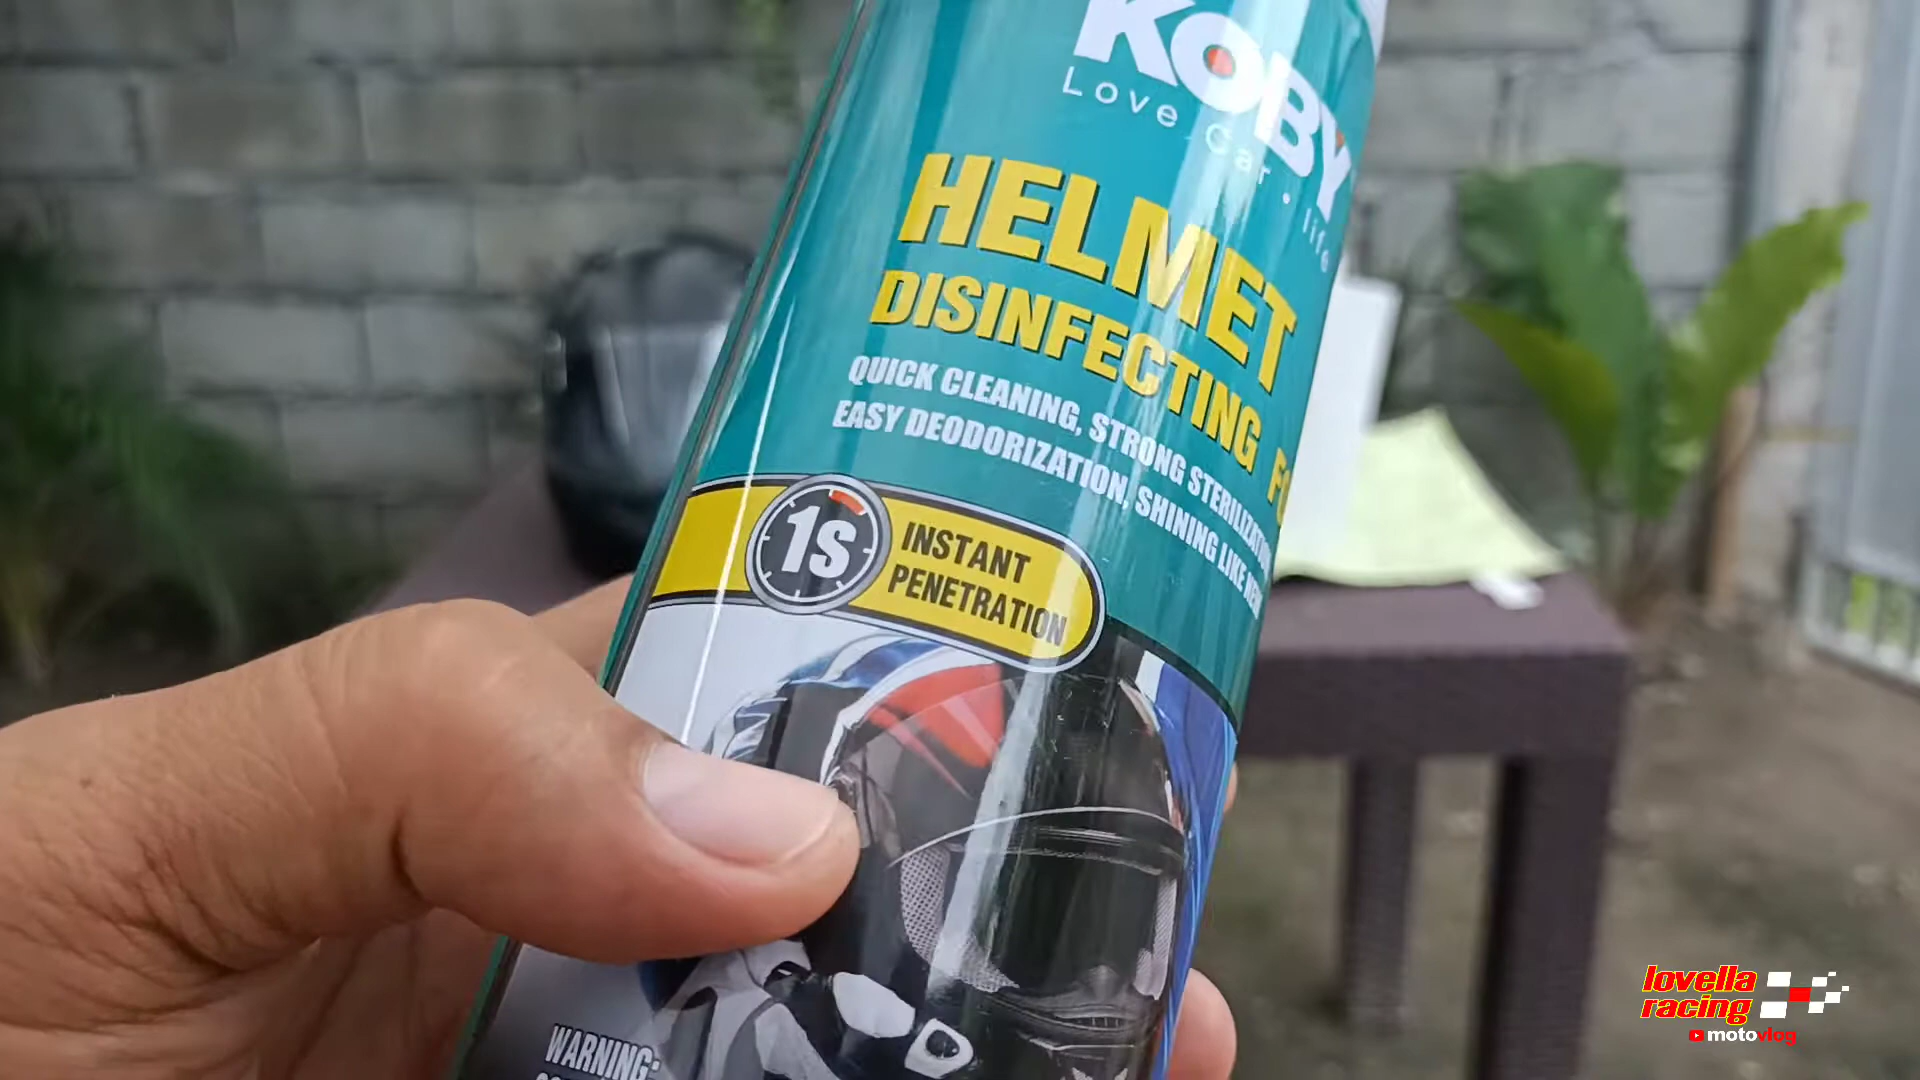 KOBY
Love Car • life
HELMET
DISINFECTING
QUICK CLEANING, STRONG STERILIZATION
EASY DEODORIZATION, SHINING LIKE NEW
1S
INSTANT
PENETRATION
WARNING:
lovella
racing
motovlog